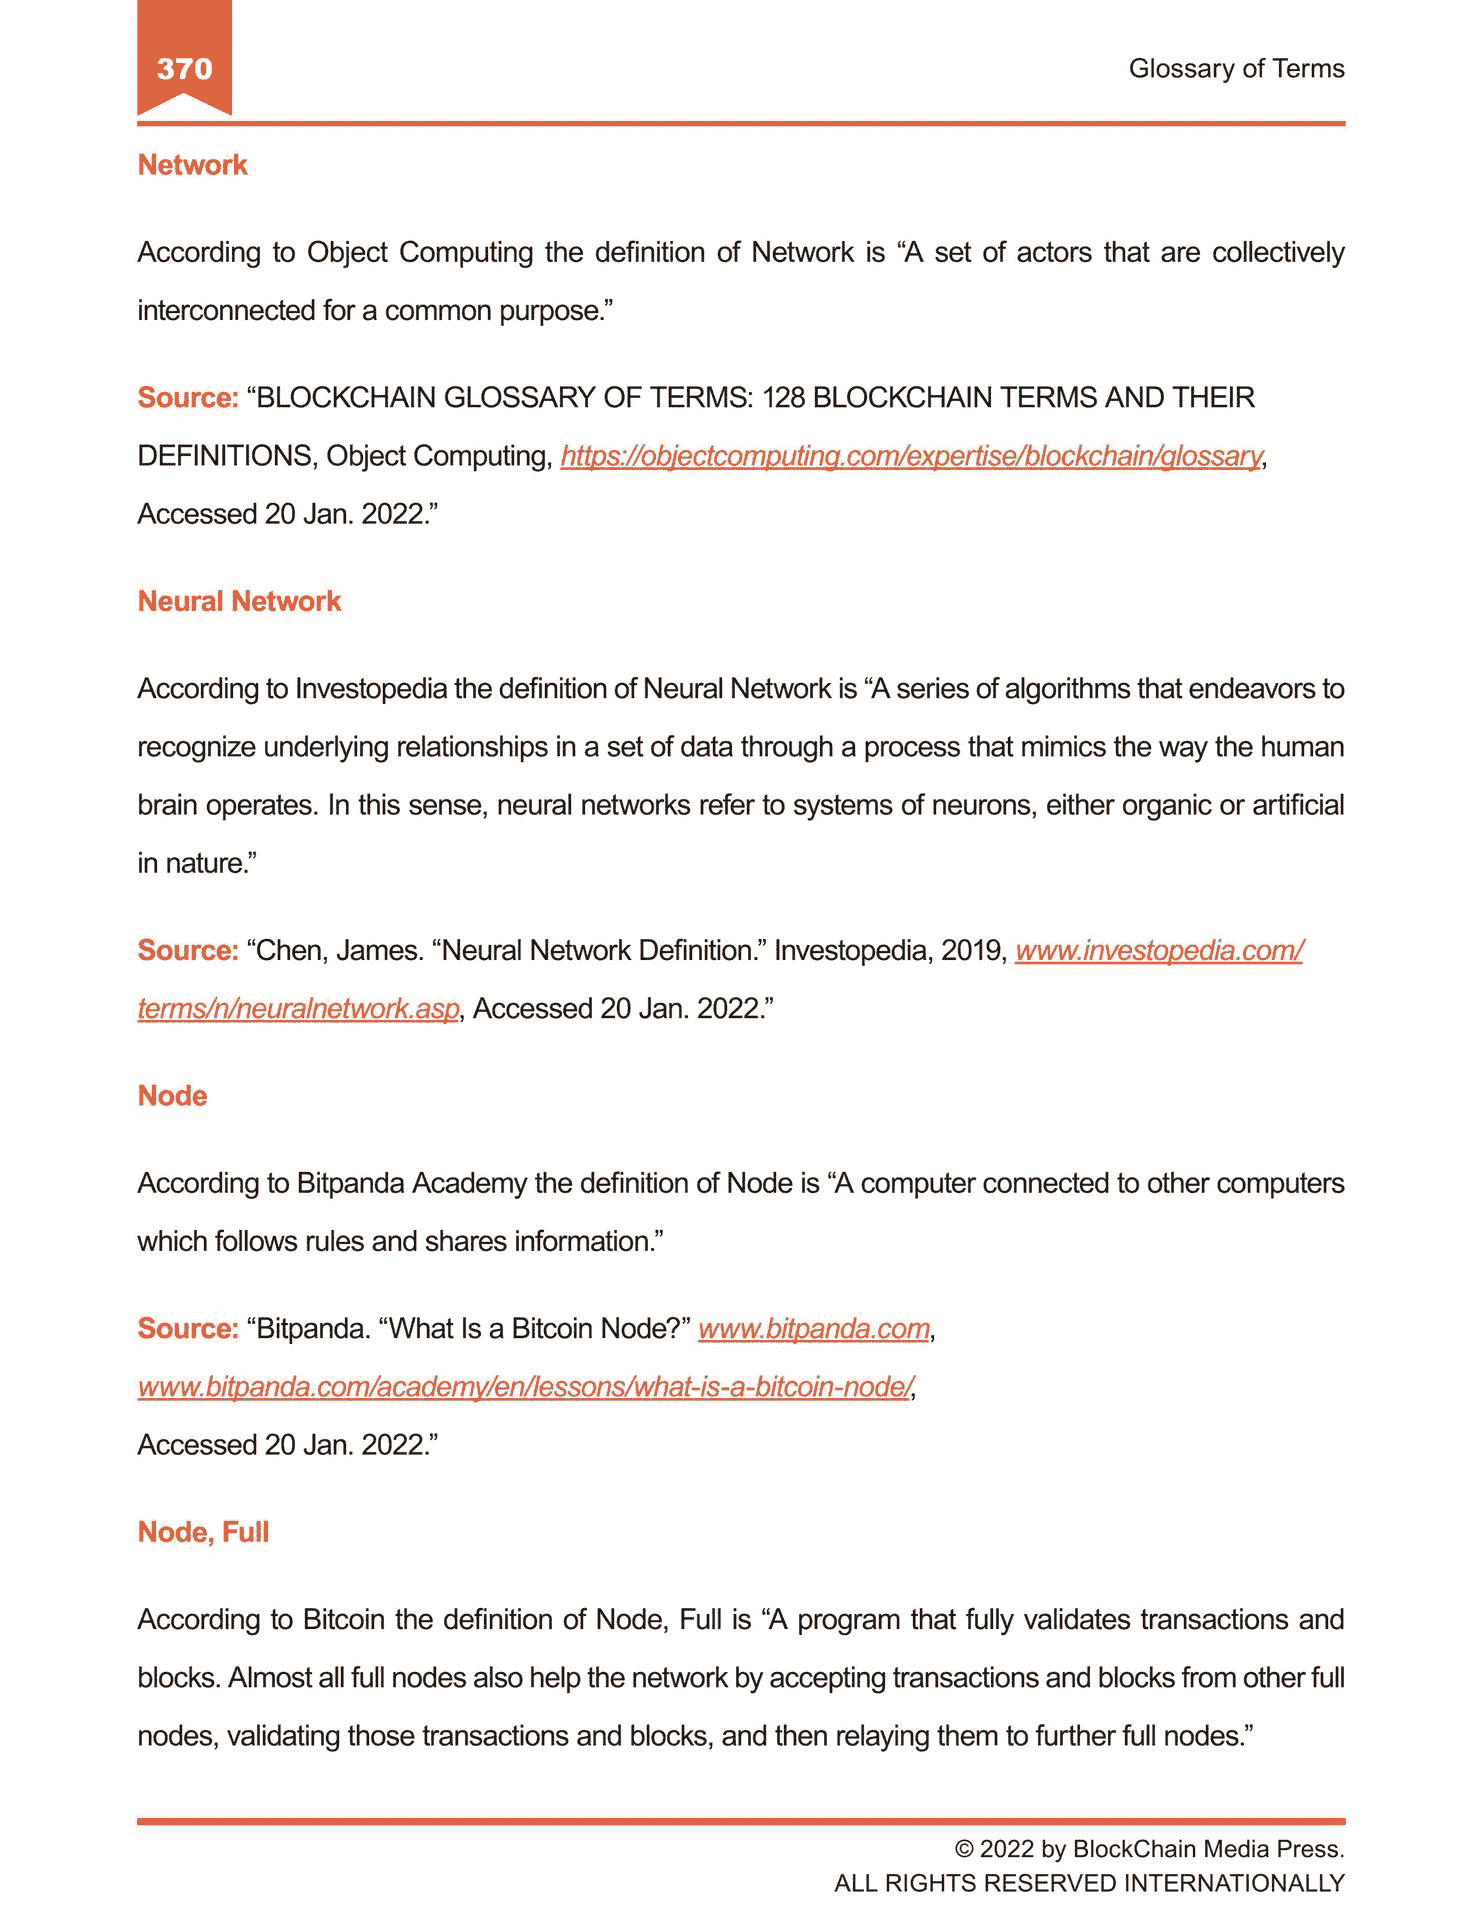 370
Glossary of Terms
Network
According to Object Computing the definition of Network is “A set of actors that are collectively
interconnected for a common purpose.”
Source: “BLOCKCHAIN GLOSSARY OF TERMS: 128 BLOCKCHAIN TERMS AND THEIR
DEFINITIONS, Object Computing, https://objectcomputing.com/expertise/blockchain/glossary,
Accessed 20 Jan. 2022.”
Neural Network
According to Investopedia the definition of Neural Network is “A series of algorithms that endeavors to
recognize underlying relationships in a set of data through a process that mimics the way the human
brain operates. In this sense, neural networks refer to systems of neurons, either organic or artificial
in nature.”
Source: “Chen, James. “Neural Network Definition.” Investopedia, 2019, www.investopedia.com/
terms/n/neuralnetwork.asp, Accessed 20 Jan. 2022.”
Node
According to Bitpanda Academy the definition of Node is “A computer connected to other computers
which follows rules and shares information.”
Source: “Bitpanda. “What Is a Bitcoin Node?” www.bitpanda.com,
www.bitpanda.com/academy/en/lessons/what-is-a-bitcoin-node/,
Accessed 20 Jan. 2022.”
Node, Full
According to Bitcoin the definition of Node, Full is “A program that fully validates transactions and
blocks. Almost all full nodes also help the network by accepting transactions and blocks from other full
nodes, validating those transactions and blocks, and then relaying them to further full nodes.”
© 2022 by BlockChain Media Press.
ALL RIGHTS RESERVED INTERNATIONALLY